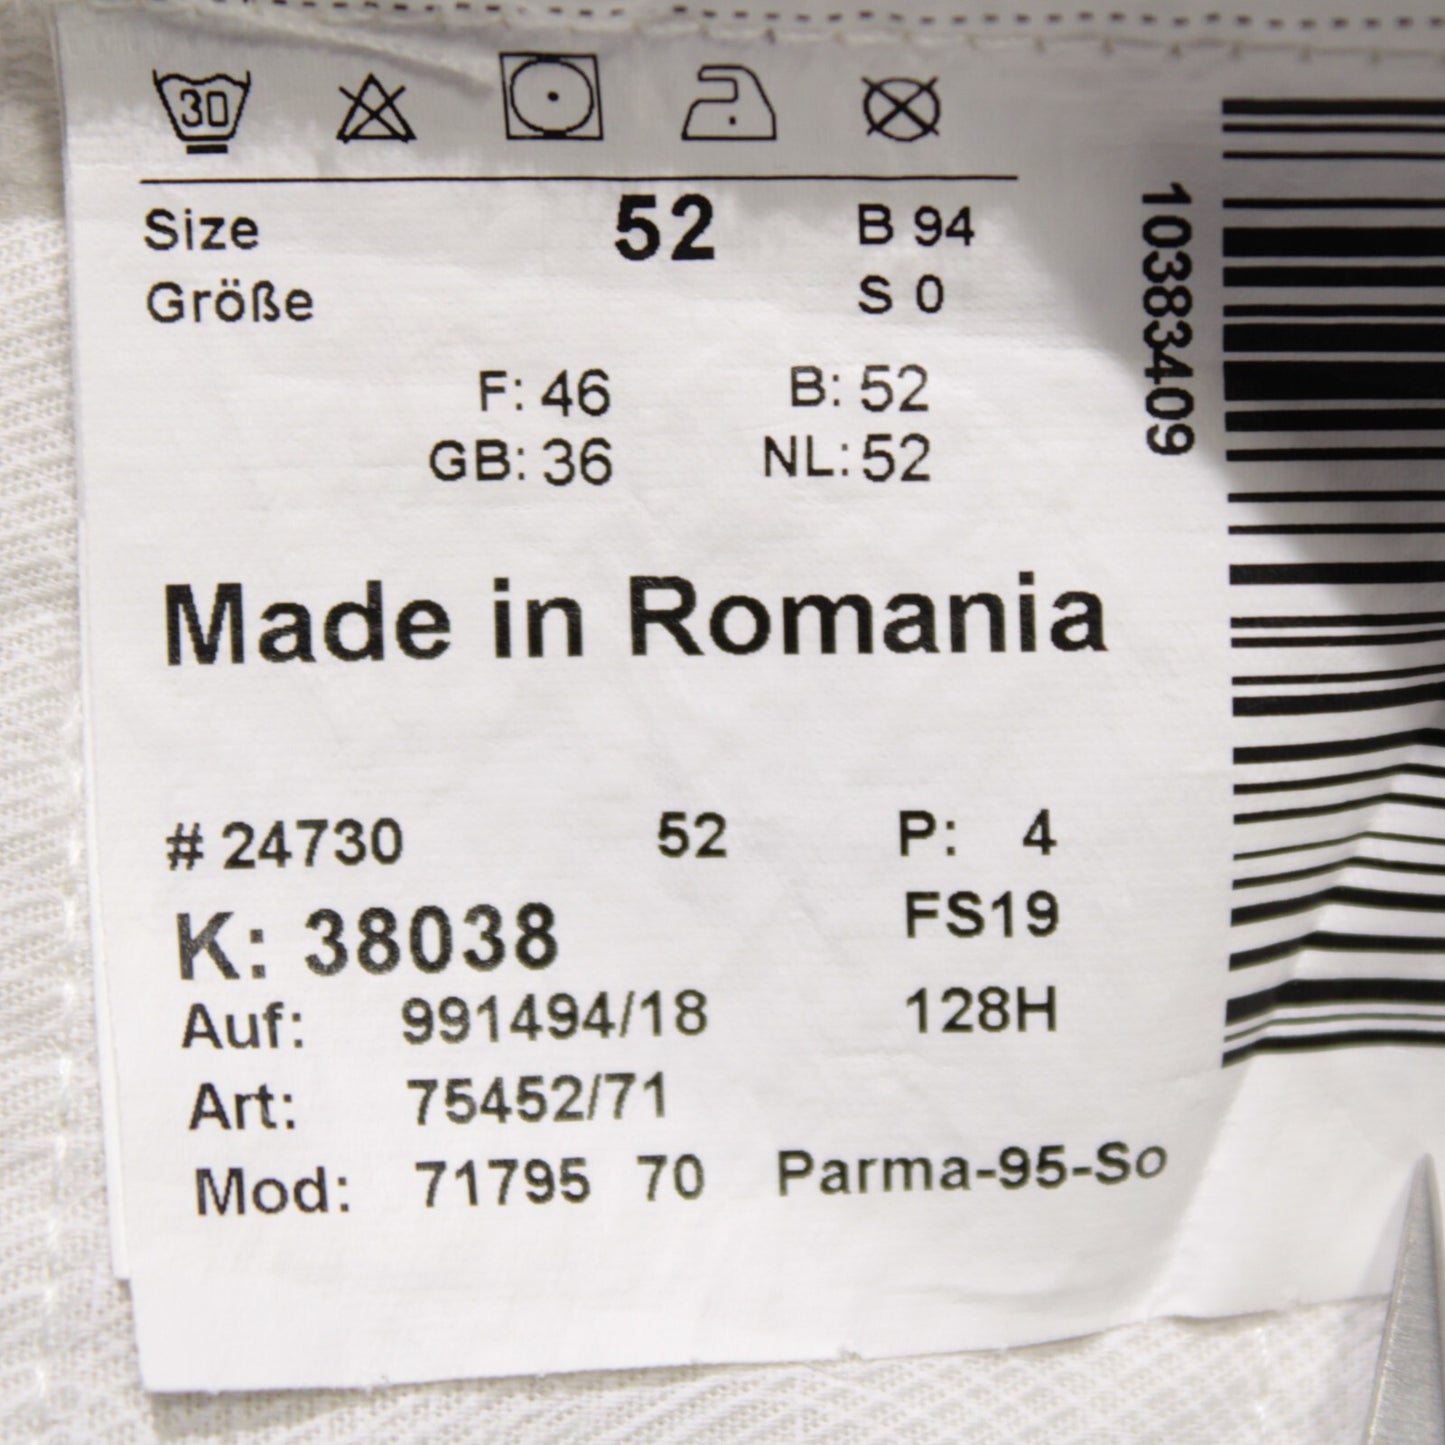 30
Size 52 B 94
Größe S 0
F: 46 B: 52
GB: 36 NL: 52
Made in Romania
# 24730 52 P: 4
K: 38038 FS19
Auf: 991494/18 128H
Art: 75452/71
Mod: 71795 70 Parma-95-So
10383409